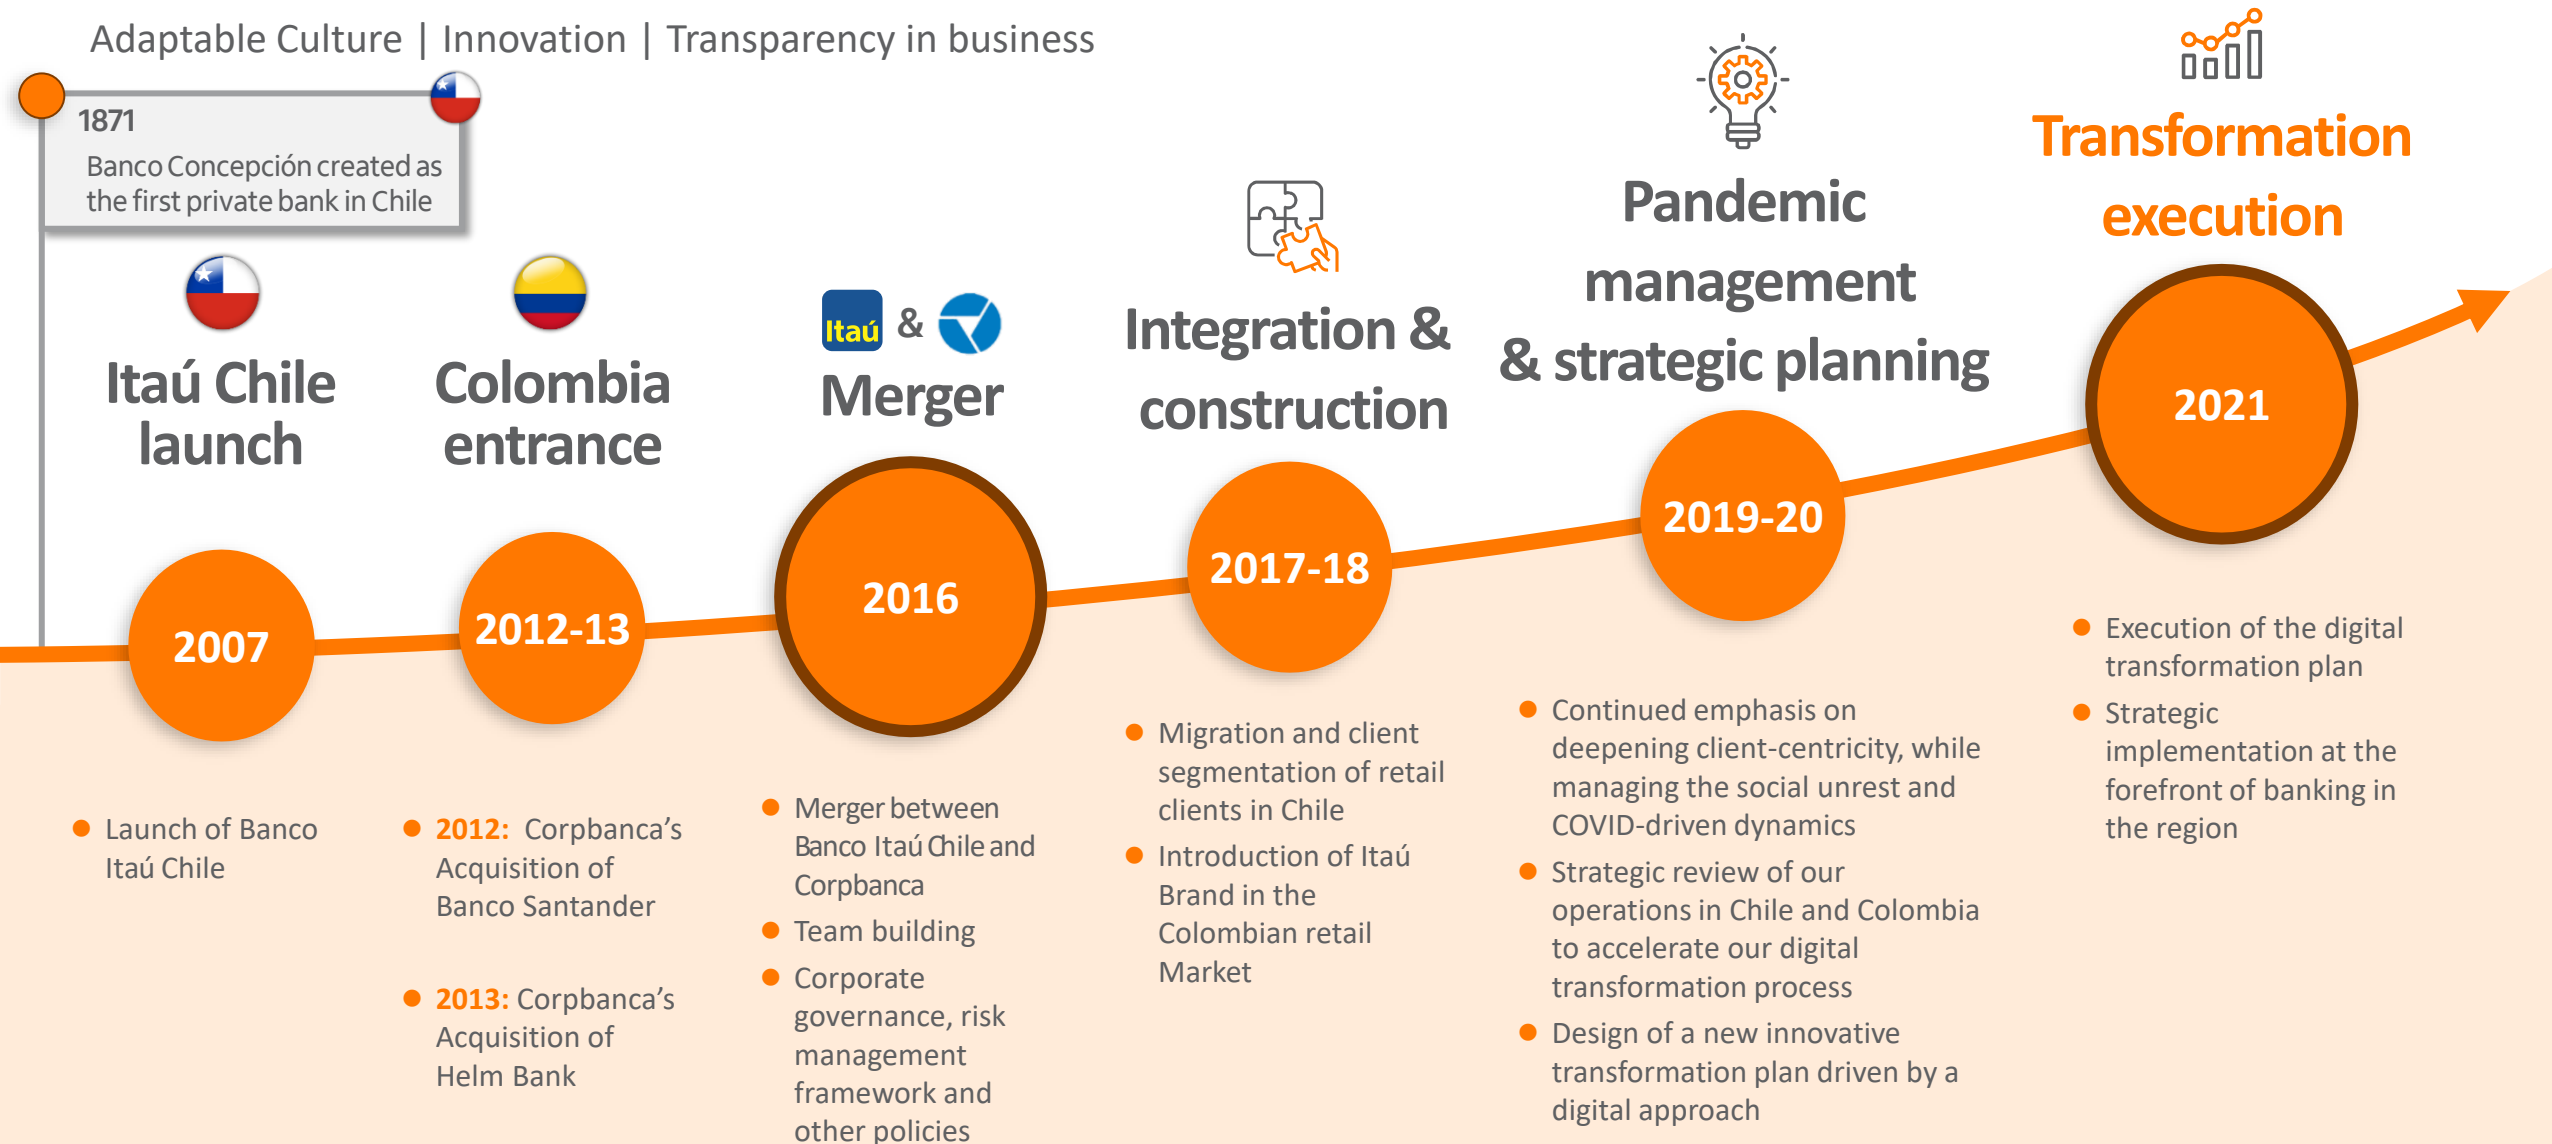 Adaptable Culture | Innovation | Transparency in business
1871
Banco Concepción created as
the first private bank in Chile
Itaú Chile
launch
2007
Launch of Banco
Itaú Chile
Colombia
entrance
2012-13
2012: Corpbanca's
Acquisition of
Banco Santander
2013: Corpbanca's
Acquisition of
Helm Bank
Itaú &
Merger
2016
Merger between
Banco Itaú Chile and
Corpbanca
Team building
Corporate
governance, risk
management
framework and
other policies
Integration &
construction
2017-18
Migration and client
segmentation of retail
clients in Chile
Introduction of Itaú
Brand in the
Colombian retail
Market
Pandemic
management
& strategic planning
2019-20
Continued emphasis on
deepening client-centricity, while
managing the social unrest and
COVID-driven dynamics
Strategic review of our
operations in Chile and Colombia
to accelerate our digital
transformation process
Design of a new innovative
transformation plan driven by a
digital approach
Transformation
execution
2021
Execution of the digital
transformation plan
Strategic
implementation at the
forefront of banking in
the region